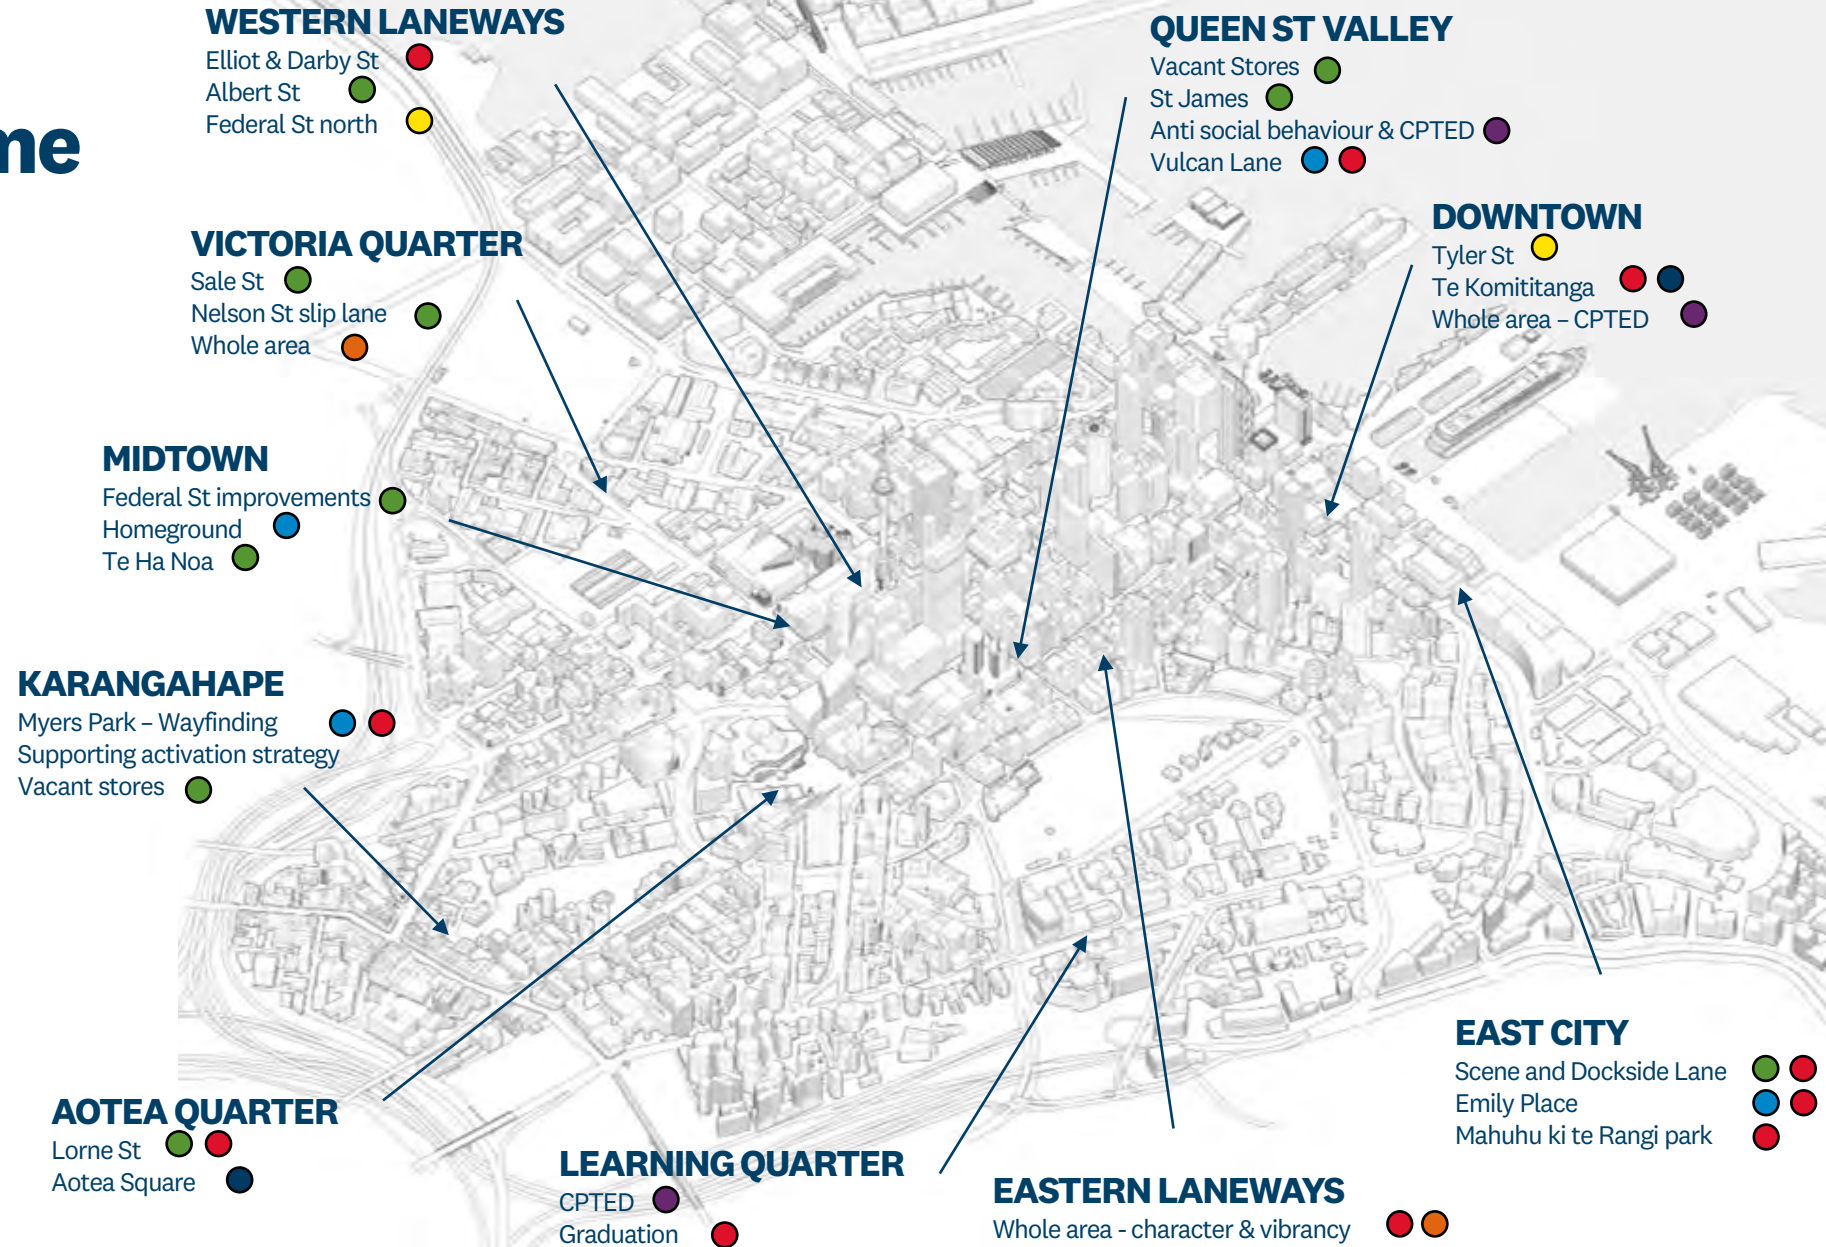 me
WESTERN LANEWAYS
Elliot & Darby St
Albert St
Federal St north
QUEEN ST VALLEY
Vacant Stores
St James
Anti social behaviour & CPTED
Vulcan Lane
VICTORIA QUARTER
Sale St
Nelson St slip lane
Whole area
DOWNTOWN
Tyler St
Te Komititanga
Whole area – CPTED
MIDTOWN
Federal St improvements
Homeground
Te Ha Noa
KARANGAHAPE
Myers Park – Wayfinding
Supporting activation strategy
Vacant stores
AOTEA QUARTER
Lorne St
Aotea Square
LEARNING QUARTER
CPTED
Graduation
EASTERN LANEWAYS
Whole area - character & vibrancy
EAST CITY
Scene and Dockside Lane
Emily Place
Mahuhu ki te Rangi park